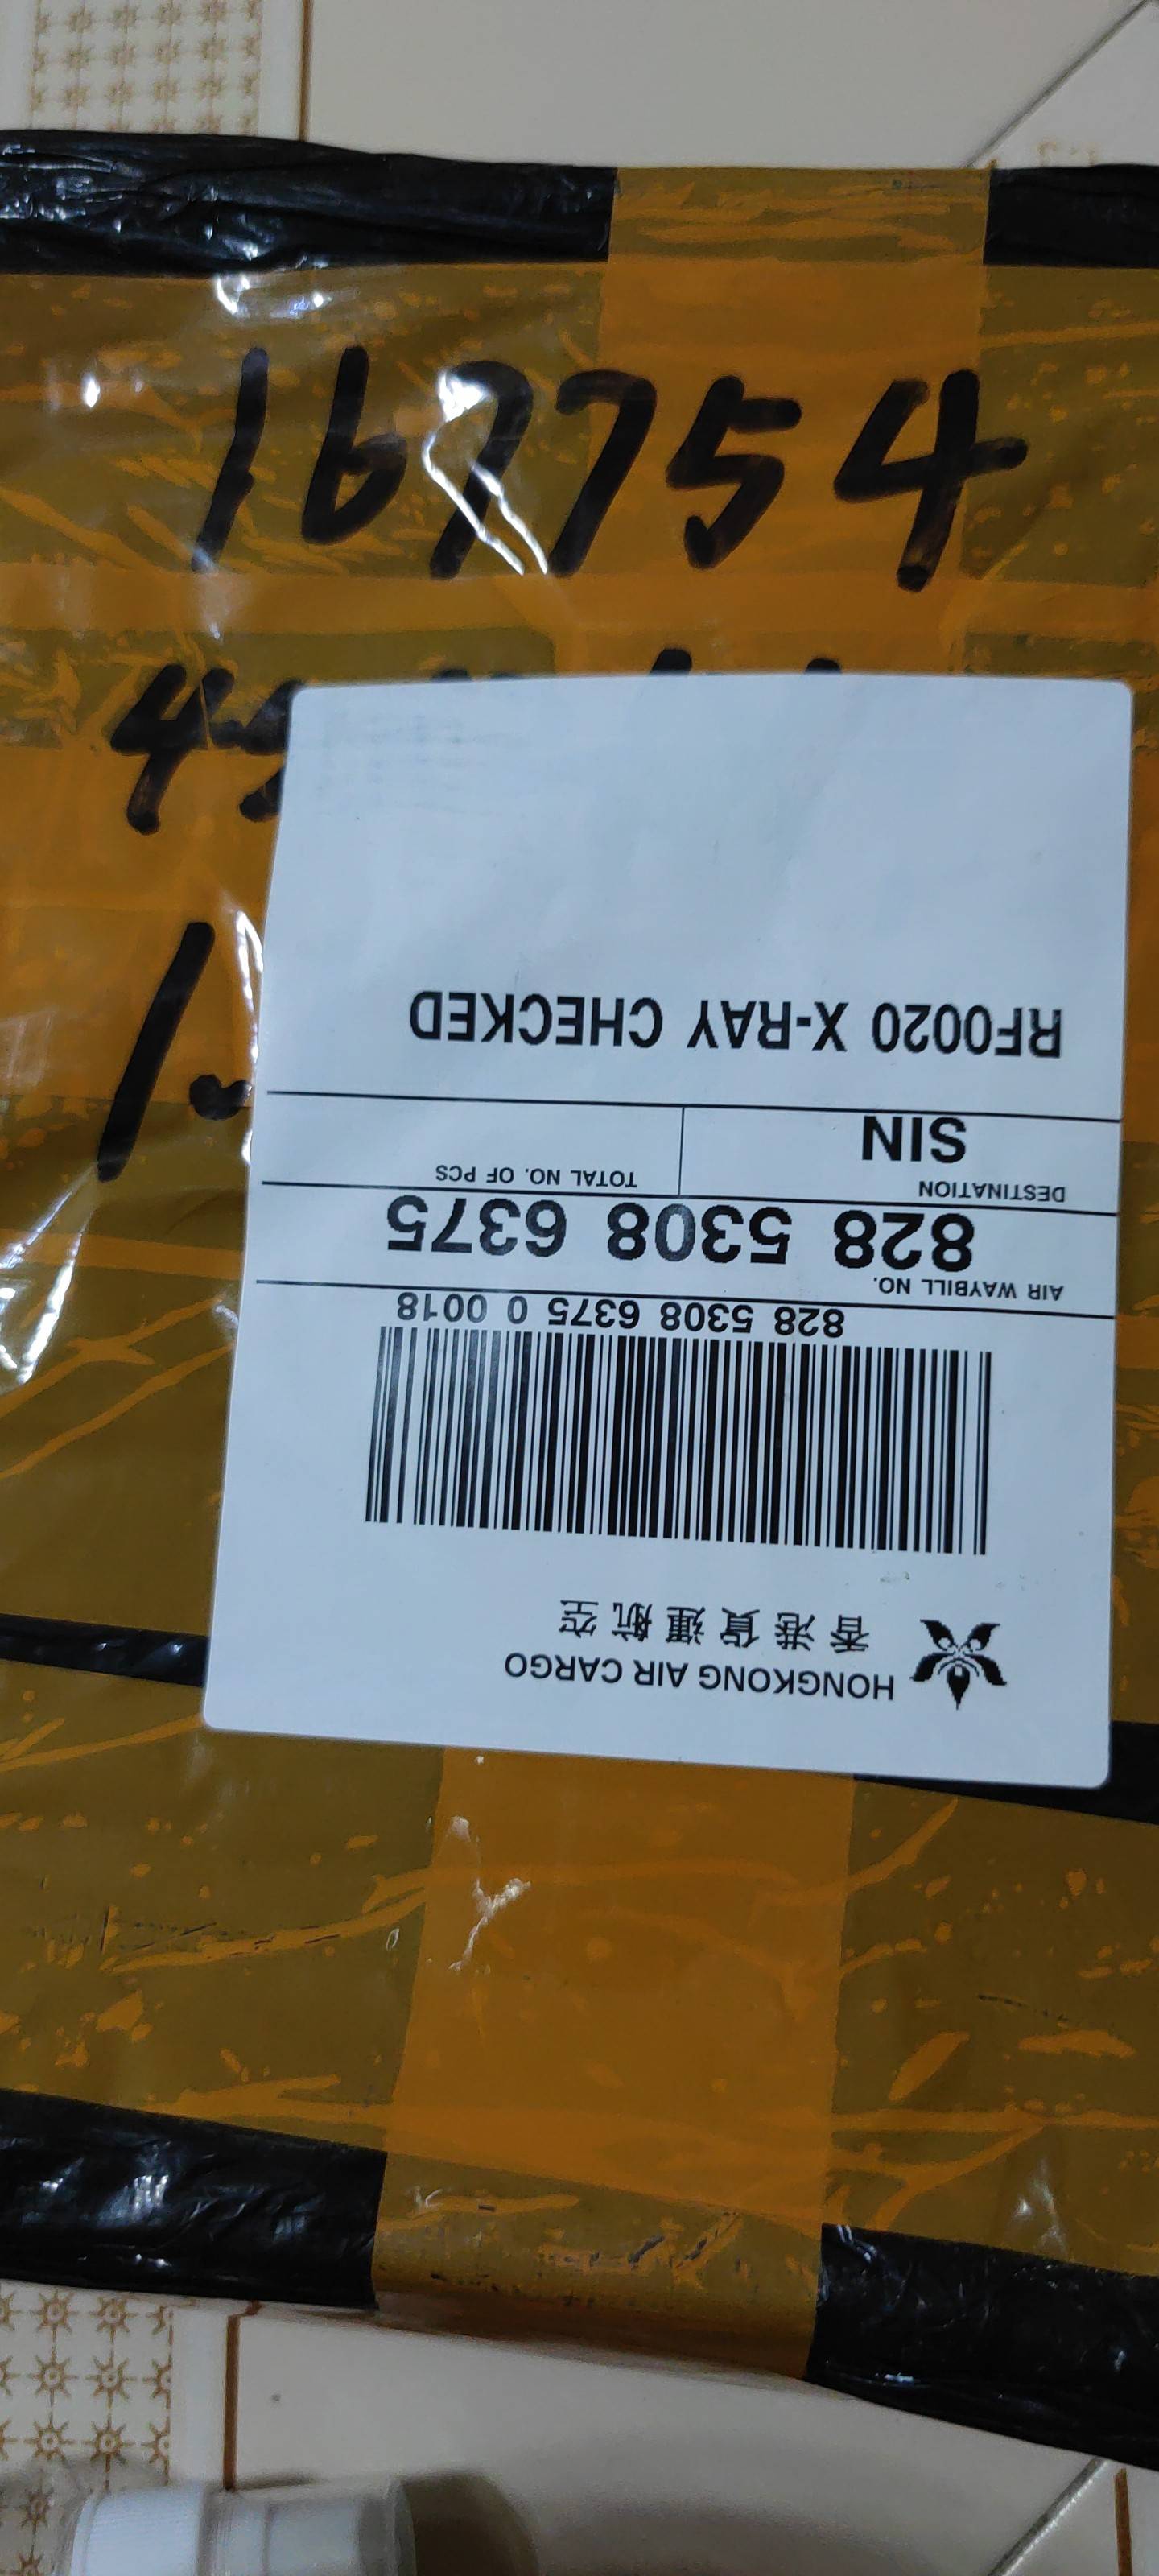 167754
HONGKONG AIR CARGO
香港貨運航空
828 5308 6375 0 0018
AIR WAYBILL NO.
828 5308 6375
DESTINATION
SIN
TOTAL NO. OF PCS
RF0020 X-RAY CHECKED